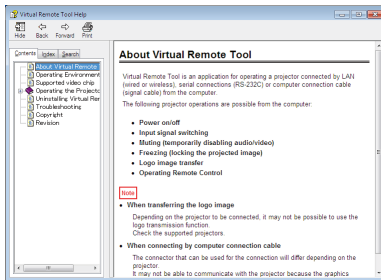 Virtual Remote Tool Help
Hide Back Forward Print
Contents Index Search
About Virtual Remote
Operating Environment
Supported video chip
Operating the Projecto
Uninstalling Virtual Rer
Troubleshooting
Copyright
Revision
About Virtual Remote Tool
Virtual Remote Tool is an application for operating a projector connected by LAN
(wired or wireless), serial connections (RS-232C) or computer connection cable
(signal cable) from the computer.
The following projector operations are possible from the computer:
• Power on/off
• Input signal switching
• Muting (temporarily disabling audio/video)
• Freezing (locking the projected image)
• Logo image transfer
• Operating Remote Control
Note
• When transferring the logo image
Depending on the projector to be connected, it may not be possible to use the
logo transmission function.
Check the supported projectors.
• When connecting by computer connection cable
The connector that can be used for the connection will differ depending on the
projector.
It may not be able to communicate with the projector because the graphics